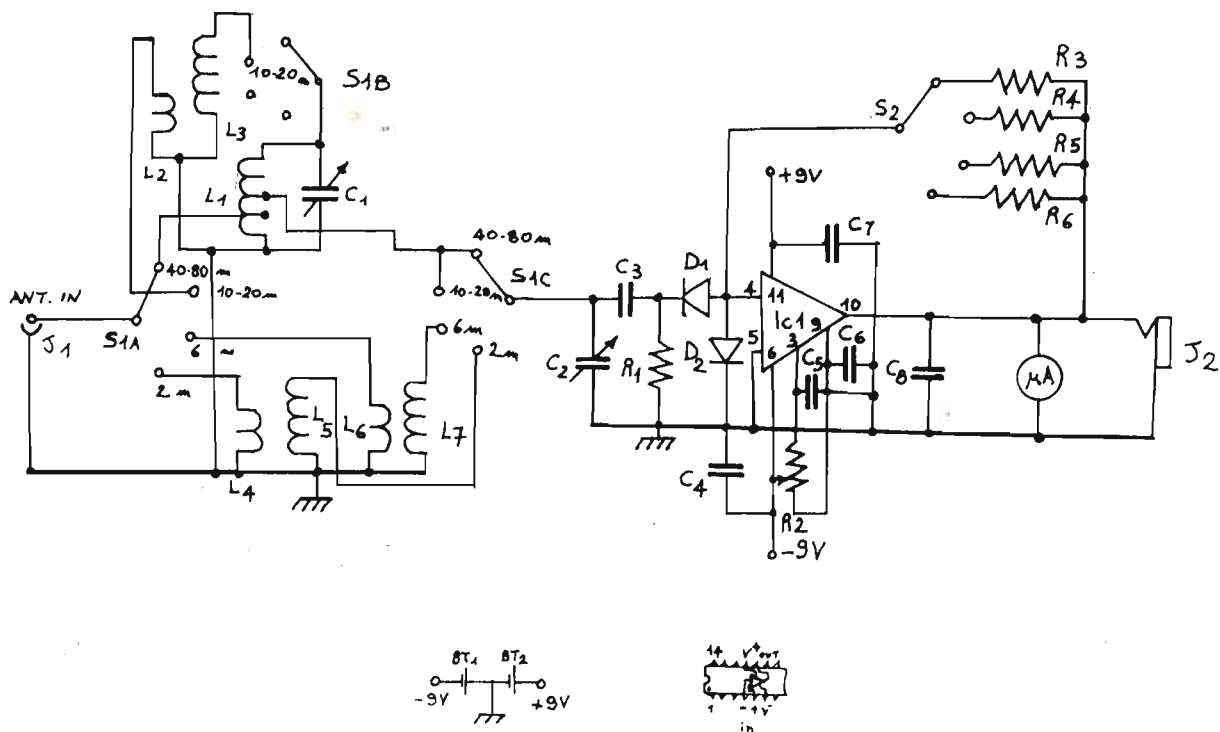 L2
L3
10-20m
S1B
L1
C1
ANT. IN
J1
S1A
40-80m
10-20m
6 ~
2m
L4
L5
L6
L7
40-80m
S1C
10-20m
6m
2m
C2
C3
R1
D1
D2
C4
S2
R3
R4
R5
R6
+9V
C7
4
11
10
5
Ic1
9
6
3
C5
C6
C8
µA
J2
R2
-9V
BT1
BT2
-9V
+9V
14
V+
OUT
1
- + V-
in